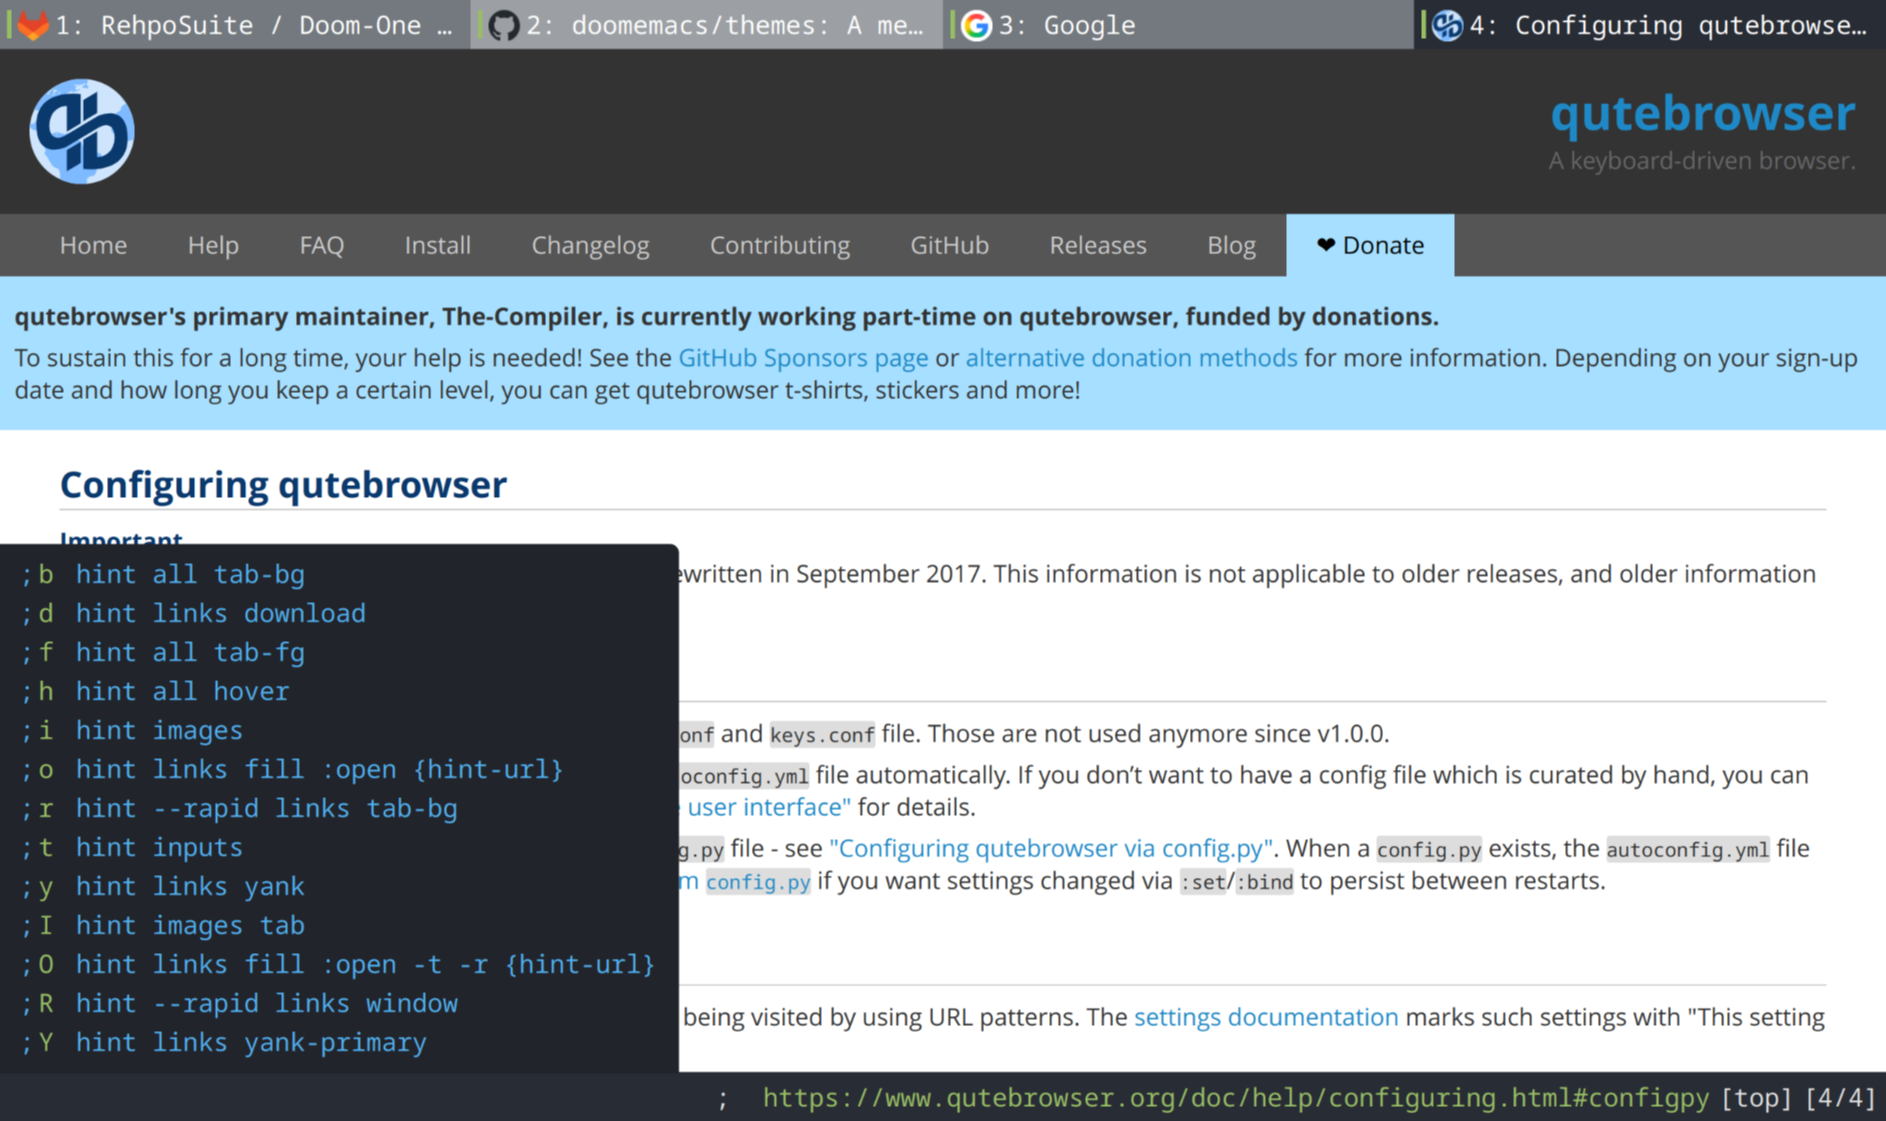 1: RehpoSuite / Doom-One …
2: doomemacs/themes: A me…
3: Google
4: Configuring qutebrowse…
qutebrowser
A keyboard-driven browser.
Home Help FAQ Install Changelog Contributing GitHub Releases Blog ❤ Donate
qutebrowser's primary maintainer, The-Compiler, is currently working part-time on qutebrowser, funded by donations.
To sustain this for a long time, your help is needed! See the GitHub Sponsors page or alternative donation methods for more information. Depending on your sign-up
date and how long you keep a certain level, you can get qutebrowser t-shirts, stickers and more!
Configuring qutebrowser
Important
ewritten in September 2017. This information is not applicable to older releases, and older information
onf and keys.conf file. Those are not used anymore since v1.0.0.
oconfig.yml file automatically. If you don’t want to have a config file which is curated by hand, you can
user interface" for details.
g.py file - see "Configuring qutebrowser via config.py". When a config.py exists, the autoconfig.yml file
m config.py if you want settings changed via :set/:bind to persist between restarts.
being visited by using URL patterns. The settings documentation marks such settings with "This setting
;b hint all tab-bg
;d hint links download
;f hint all tab-fg
;h hint all hover
;i hint images
;o hint links fill :open {hint-url}
;r hint --rapid links tab-bg
;t hint inputs
;y hint links yank
;I hint images tab
;O hint links fill :open -t -r {hint-url}
;R hint --rapid links window
;Y hint links yank-primary
; https://www.qutebrowser.org/doc/help/configuring.html#configpy [top] [4/4]